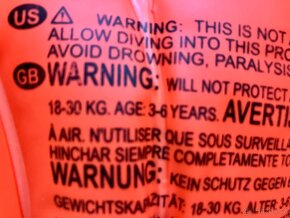 US ⚠ WARNING: THIS IS NOT
ALLOW DIVING INTO THIS PRO
AVOID DROWNING, PARALYSIS
GB WARNING: WILL NOT PROTECT
18-30 KG. AGE: 3-6 YEARS. AVERTI
À AIR. N'UTILISER QUE SOUS SURVEILLA
HINCHAR SIEMPRE COMPLETAMENTE TO
WARNUNG: KEIN SCHUTZ GEGEN E
GEWICHTSKAPAZITÄT: 18-30 KG. ALTER: 3-6